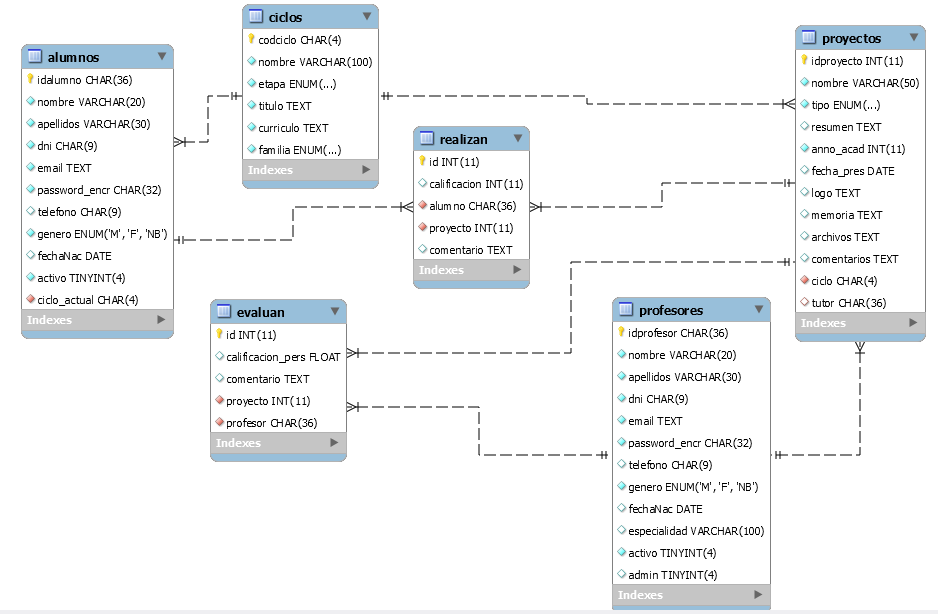 ciclos
codciclo CHAR(4)
nombre VARCHAR(100)
etapa ENUM(...)
titulo TEXT
curriculo TEXT
familia ENUM(...)
Indexes
proyectos
idproyecto INT(11)
nombre VARCHAR(50)
tipo ENUM(...)
resumen TEXT
anno_acad INT(11)
fecha_pres DATE
logo TEXT
memoria TEXT
archivos TEXT
comentarios TEXT
ciclo CHAR(4)
tutor CHAR(36)
Indexes
alumnos
idalumno CHAR(36)
nombre VARCHAR(20)
apellidos VARCHAR(30)
dni CHAR(9)
email TEXT
password_encr CHAR(32)
telefono CHAR(9)
genero ENUM('M', 'F', 'NB')
fechaNac DATE
activo TINYINT(4)
ciclo_actual CHAR(4)
Indexes
realizan
id INT(11)
calificacion INT(11)
alumno CHAR(36)
proyecto INT(11)
comentario TEXT
Indexes
evaluan
id INT(11)
calificacion_pers FLOAT
comentario TEXT
proyecto INT(11)
profesor CHAR(36)
Indexes
profesores
idprofesor CHAR(36)
nombre VARCHAR(20)
apellidos VARCHAR(30)
dni CHAR(9)
email TEXT
password_encr CHAR(32)
telefono CHAR(9)
genero ENUM('M', 'F', 'NB')
fechaNac DATE
especialidad VARCHAR(100)
activo TINYINT(4)
admin TINYINT(4)
Indexes